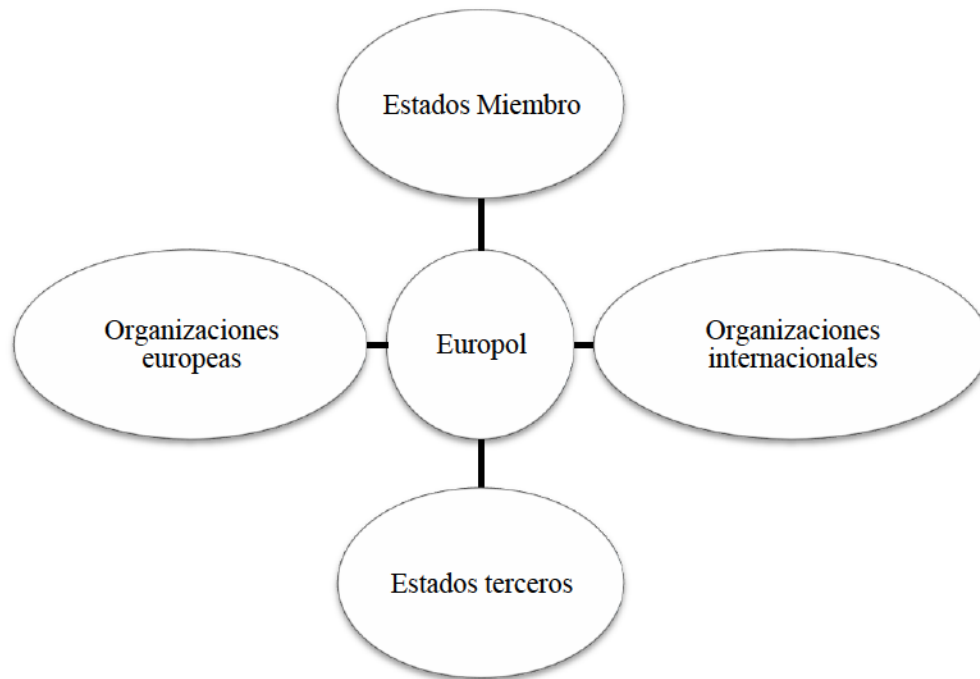 Estados Miembro
Organizaciones
europeas
Europol
Organizaciones
internacionales
Estados terceros